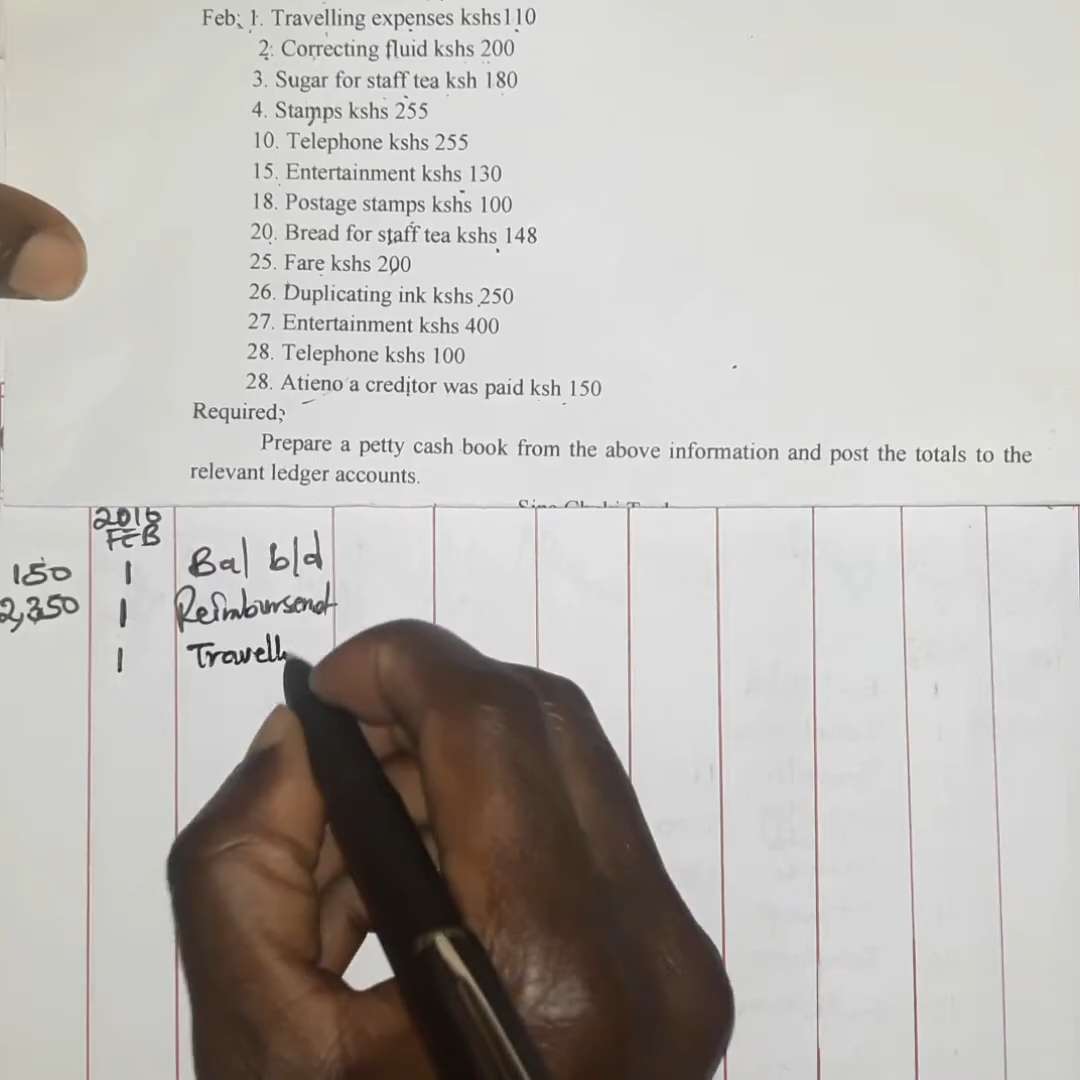 Feb; 1. Travelling expenses kshs110
2: Correcting fluid kshs 200
3. Sugar for staff tea ksh 180
4. Stamps kshs 255
10. Telephone kshs 255
15. Entertainment kshs 130
18. Postage stamps kshs 100
20. Bread for staff tea kshs 148
25. Fare kshs 200
26. Duplicating ink kshs 250
27. Entertainment kshs 400
28. Telephone kshs 100
28. Atieno a creditor was paid ksh 150
Required;
Prepare a petty cash book from the above information and post the totals to the
relevant ledger accounts.
2016
FEB
150 1 Bal b/d
2,350 1 Reimbursent
1 Travell